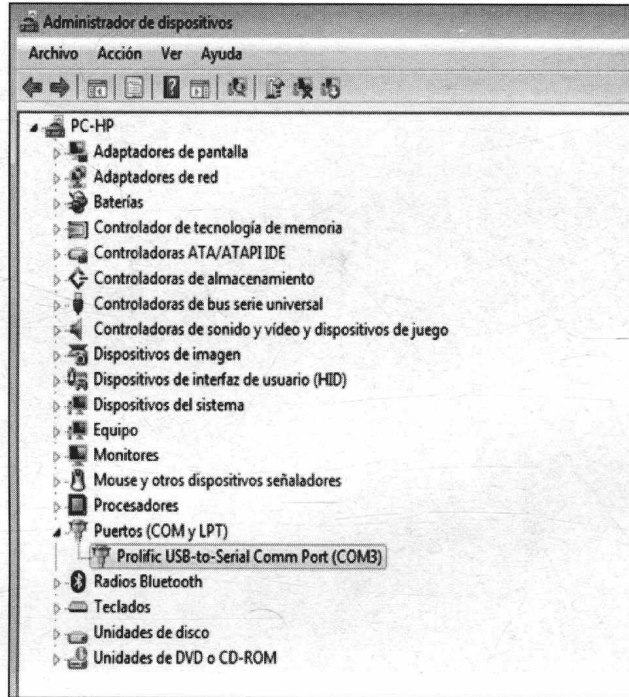 Administrador de dispositivos
Archivo Acción Ver Ayuda
PC-HP
Adaptadores de pantalla
Adaptadores de red
Baterías
Controlador de tecnología de memoria
Controladoras ATA/ATAPI IDE
Controladoras de almacenamiento
Controladoras de bus serie universal
Controladoras de sonido y vídeo y dispositivos de juego
Dispositivos de imagen
Dispositivos de interfaz de usuario (HID)
Dispositivos del sistema
Equipo
Monitores
Mouse y otros dispositivos señaladores
Procesadores
Puertos (COM y LPT)
Prolific USB-to-Serial Comm Port (COM3)
Radios Bluetooth
Teclados
Unidades de disco
Unidades de DVD o CD-ROM